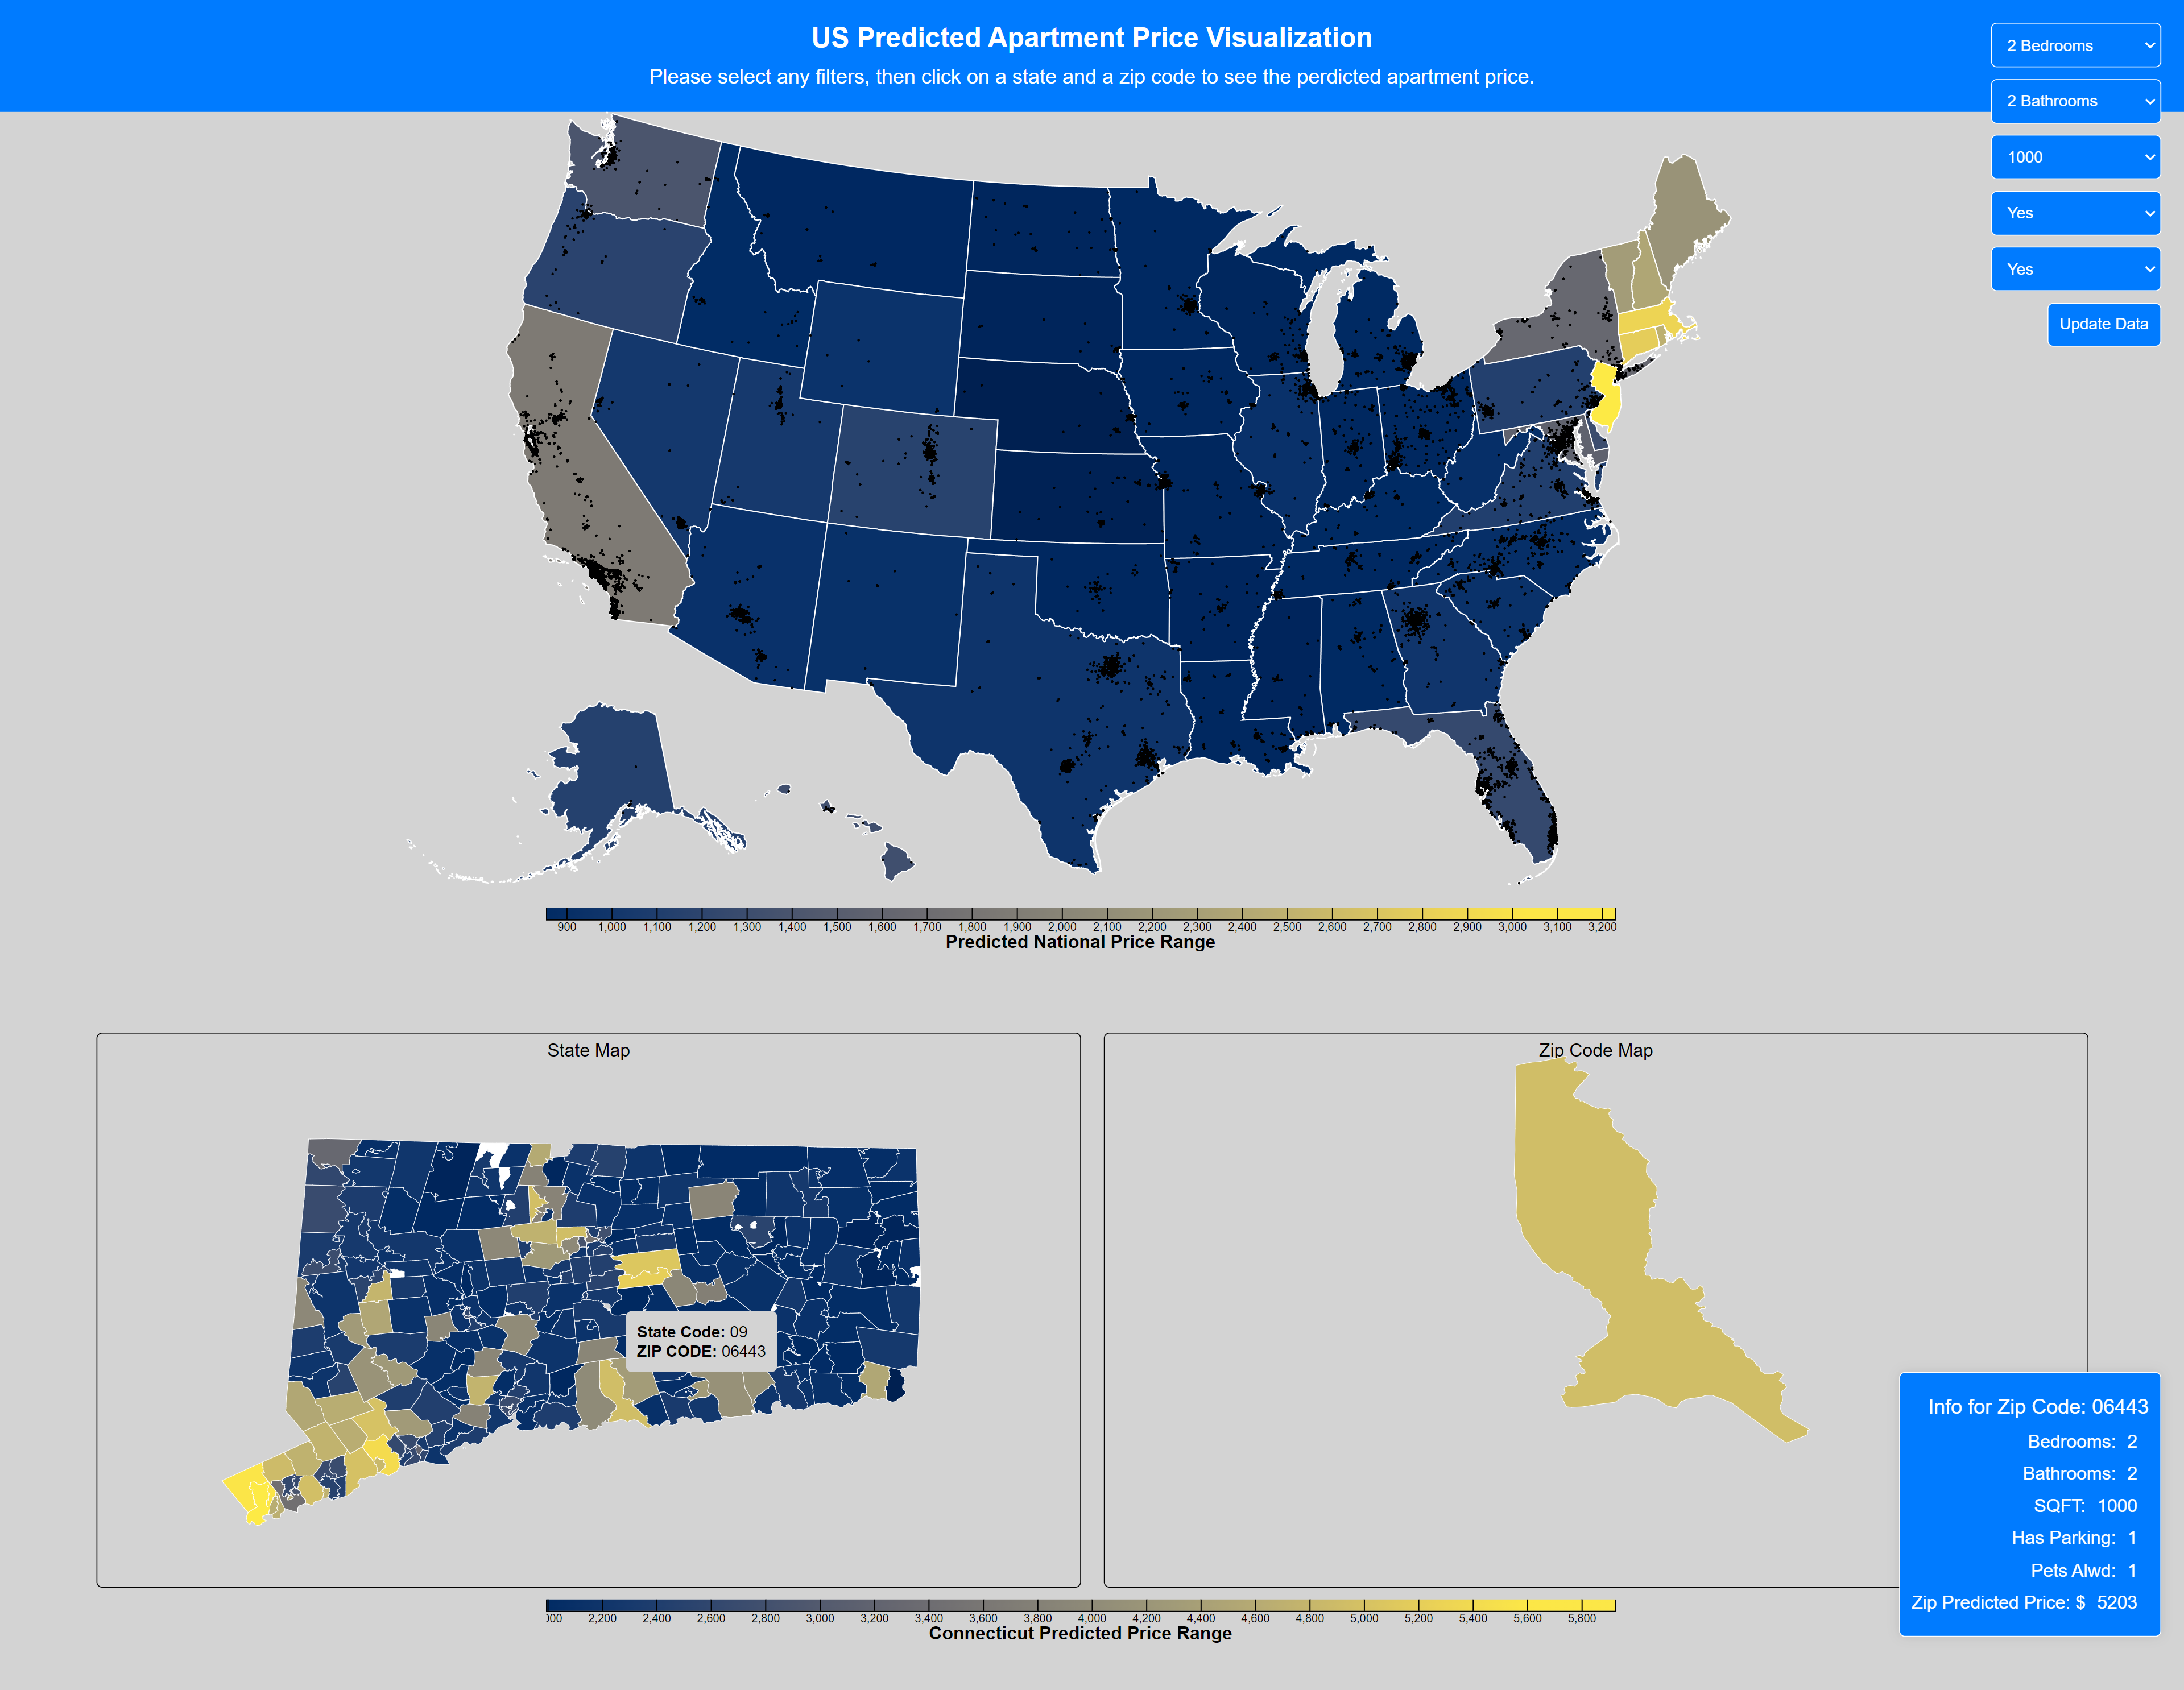 US Predicted Apartment Price Visualization
Please select any filters, then click on a state and a zip code to see the perdicted apartment price.
2 Bedrooms
2 Bathrooms
1000
Yes
Yes
Update Data
900 1,000 1,100 1,200 1,300 1,400 1,500 1,600 1,700 1,800 1,900 2,000 2,100 2,200 2,300 2,400 2,500 2,600 2,700 2,800 2,900 3,000 3,100 3,200
Predicted National Price Range
State Map
State Code: 09
ZIP CODE: 06443
Zip Code Map
Info for Zip Code: 06443
Bedrooms: 2
Bathrooms: 2
SQFT: 1000
Has Parking: 1
Pets Alwd: 1
Zip Predicted Price: $ 5203
2,200 2,400 2,600 2,800 3,000 3,200 3,400 3,600 3,800 4,000 4,200 4,400 4,600 4,800 5,000 5,200 5,400 5,600 5,800
Connecticut Predicted Price Range